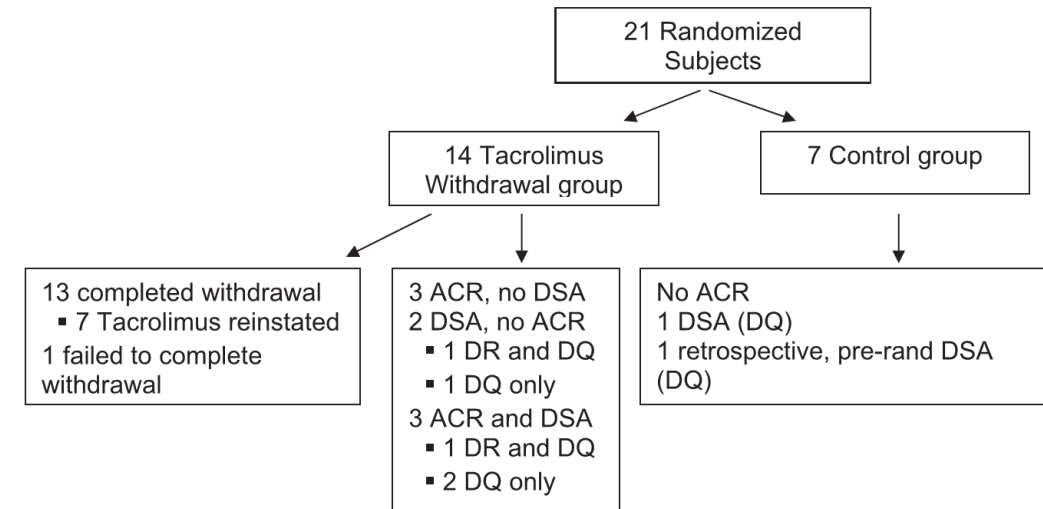 21 Randomized
Subjects
14 Tacrolimus
Withdrawal group
7 Control group
13 completed withdrawal
▪ 7 Tacrolimus reinstated
1 failed to complete
withdrawal
3 ACR, no DSA
2 DSA, no ACR
▪ 1 DR and DQ
▪ 1 DQ only
3 ACR and DSA
▪ 1 DR and DQ
▪ 2 DQ only
No ACR
1 DSA (DQ)
1 retrospective, pre-rand DSA
(DQ)